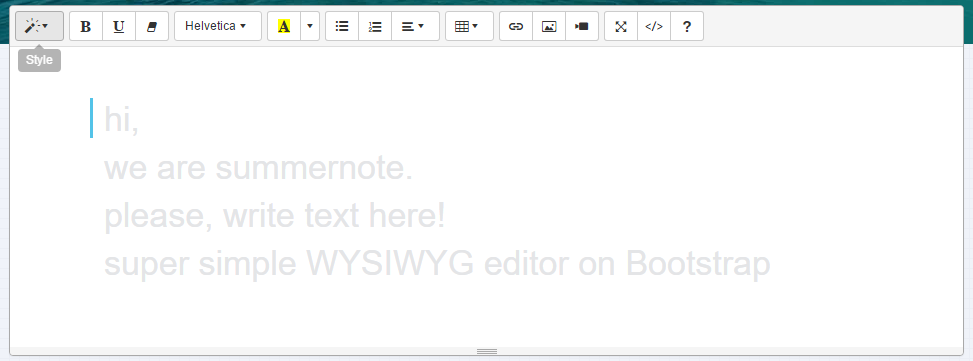 B U Helvetica A </> ?
Style
hi,
we are summernote.
please, write text here!
super simple WYSIWYG editor on Bootstrap